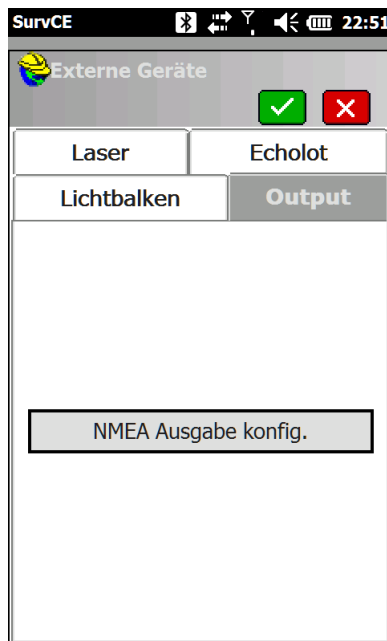 SurvCE 22:51
Externe Geräte
Laser Echolot
Lichtbalken Output
NMEA Ausgabe konfig.